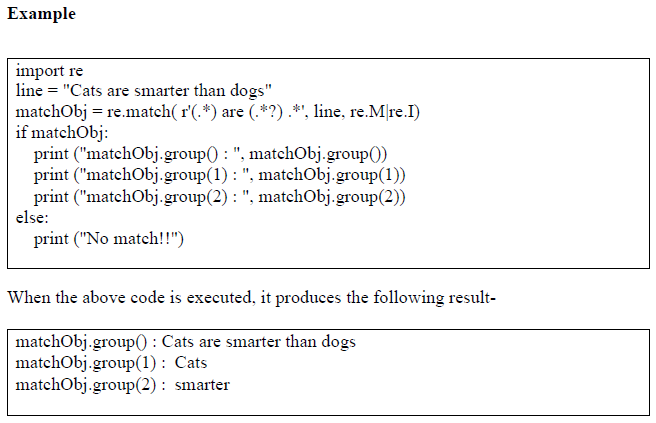 Example
import re
line = "Cats are smarter than dogs"
matchObj = re.match( r'(.*) are (.*?) .*', line, re.M|re.I)
if matchObj:
    print ("matchObj.group() : ", matchObj.group())
    print ("matchObj.group(1) : ", matchObj.group(1))
    print ("matchObj.group(2) : ", matchObj.group(2))
else:
    print ("No match!!")
When the above code is executed, it produces the following result-
matchObj.group() : Cats are smarter than dogs
matchObj.group(1) :  Cats
matchObj.group(2) :  smarter